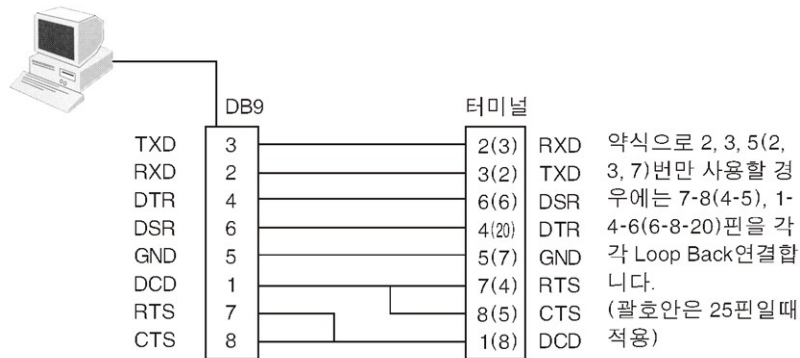 DB9 터미널
TXD 3 2(3) RXD
RXD 2 3(2) TXD
DTR 4 6(6) DSR
DSR 6 4(20) DTR
GND 5 5(7) GND
DCD 1 7(4) RTS
RTS 7 8(5) CTS
CTS 8 1(8) DCD
약식으로 2, 3, 5(2,
3, 7)번만 사용할 경
우에는 7-8(4-5), 1-
4-6(6-8-20)핀을 각
각 Loop Back연결합
니다.
(괄호안은 25핀일때
적용)